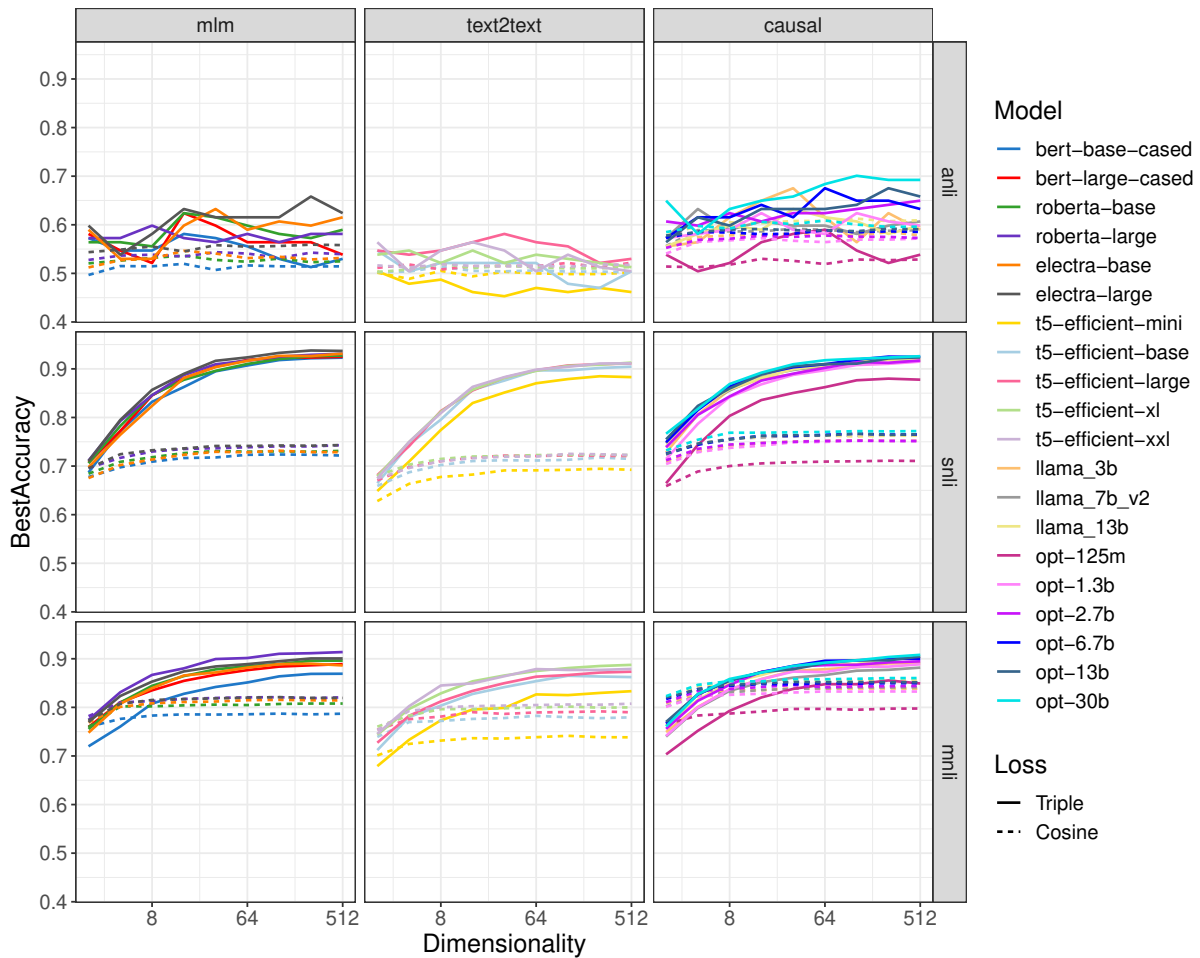 mlm text2text causal
0.9
0.8
0.7
0.6
0.5
0.4
anli
0.9
0.8
0.7
0.6
0.5
0.4
snli
0.9
0.8
0.7
0.6
0.5
0.4
mnli
8 64 512 8 64 512 8 64 512
Dimensionality
BestAccuracy
Model
bert-base-cased
bert-large-cased
roberta-base
roberta-large
electra-base
electra-large
t5-efficient-mini
t5-efficient-base
t5-efficient-large
t5-efficient-xl
t5-efficient-xxl
llama_3b
llama_7b_v2
llama_13b
opt-125m
opt-1.3b
opt-2.7b
opt-6.7b
opt-13b
opt-30b
Loss
Triple
Cosine